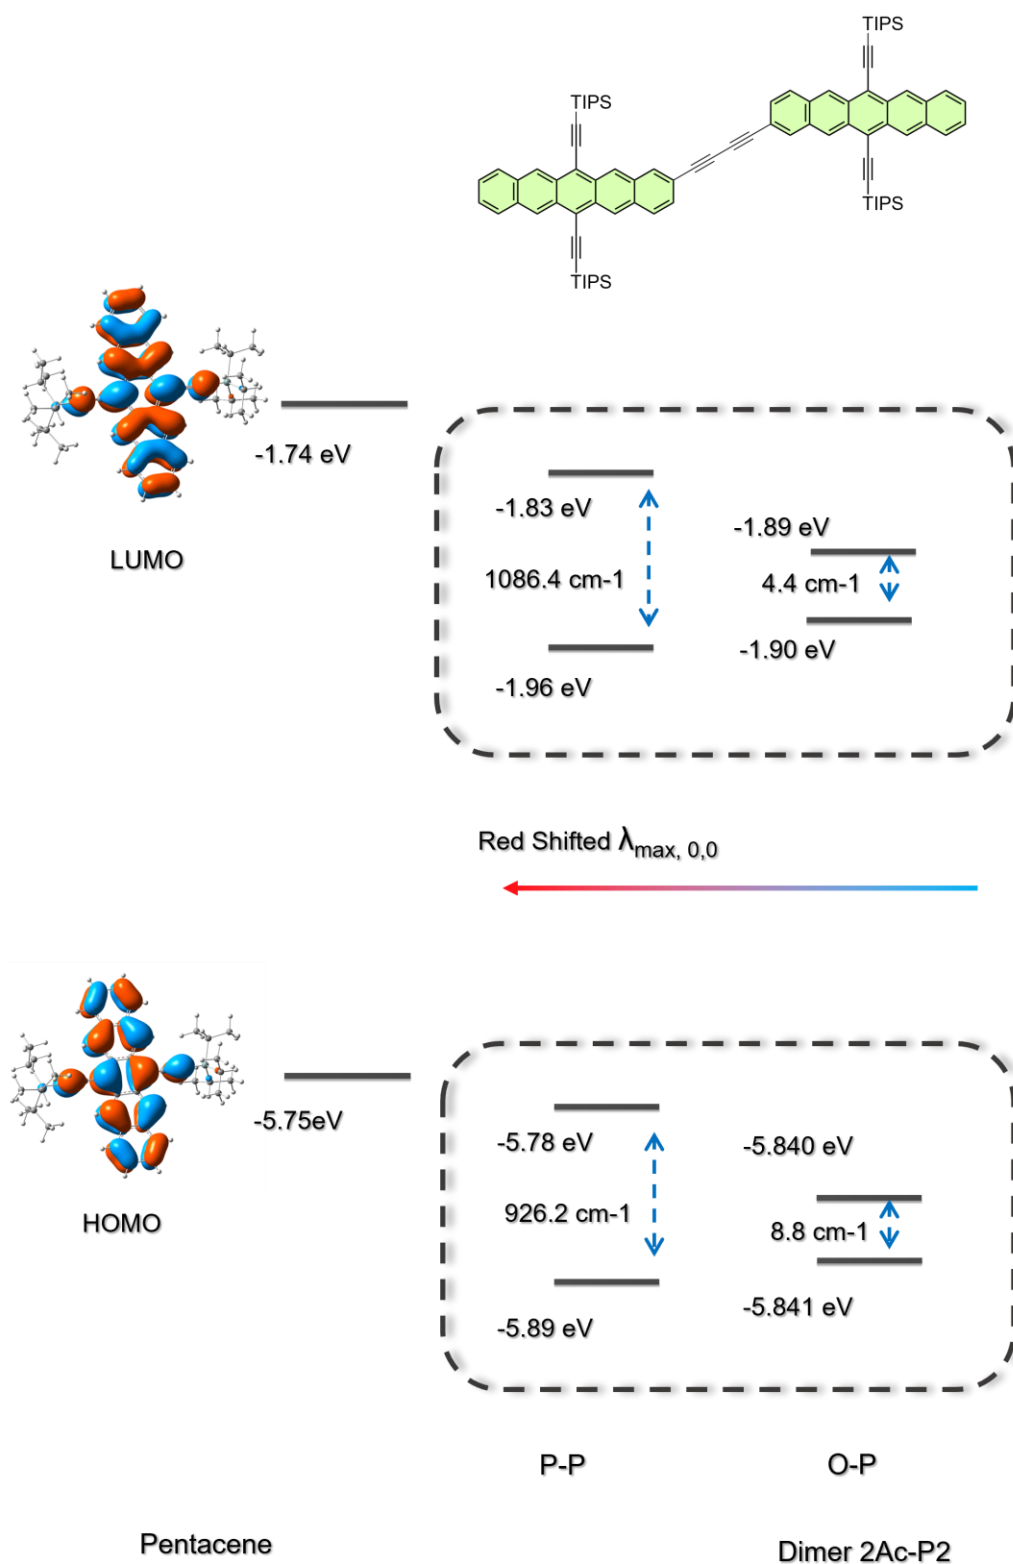 TIPS
TIPS
TIPS
TIPS
-1.74 eV
LUMO
-1.83 eV
1086.4 cm-1
-1.96 eV
-1.89 eV
4.4 cm-1
-1.90 eV
Red Shifted λmax, 0,0
-5.75eV
HOMO
-5.78 eV
926.2 cm-1
-5.89 eV
-5.840 eV
8.8 cm-1
-5.841 eV
P-P
O-P
Pentacene
Dimer 2Ac-P2